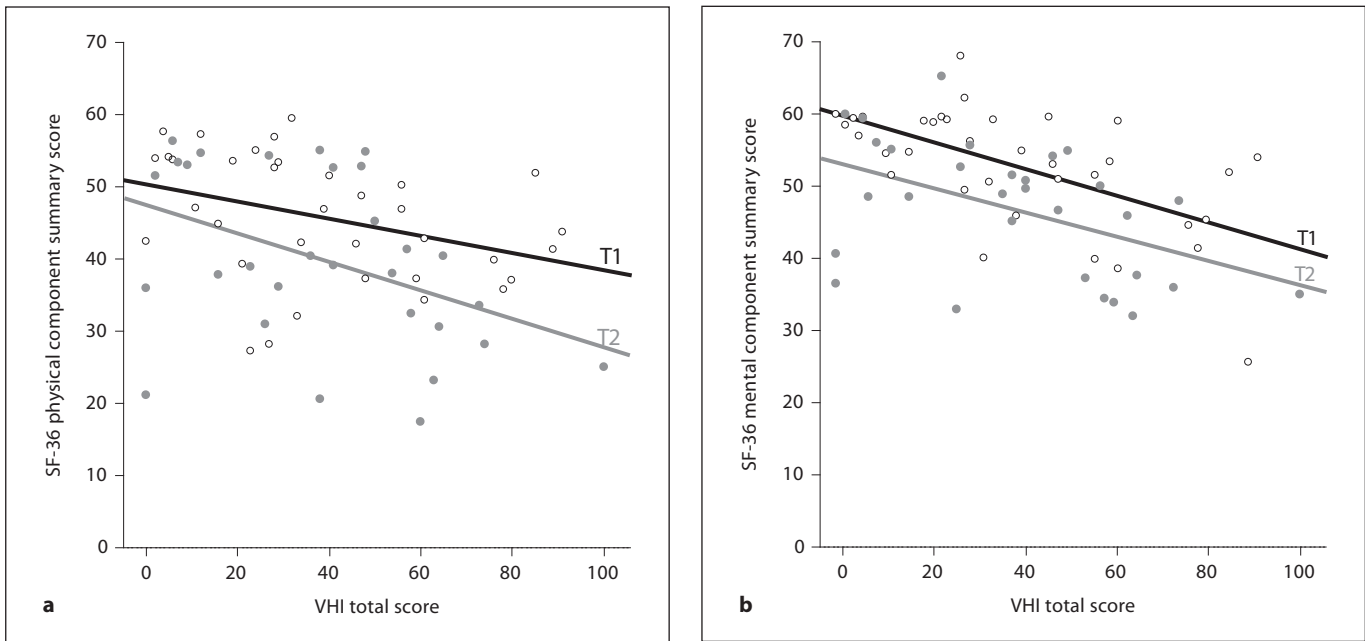 70
60
50
40
30
20
10
0
SF-36 physical component summary score
T1
T2
0 20 40 60 80 100
VHI total score
a
70
60
50
40
30
20
10
0
SF-36 mental component summary score
T1
T2
0 20 40 60 80 100
VHI total score
b